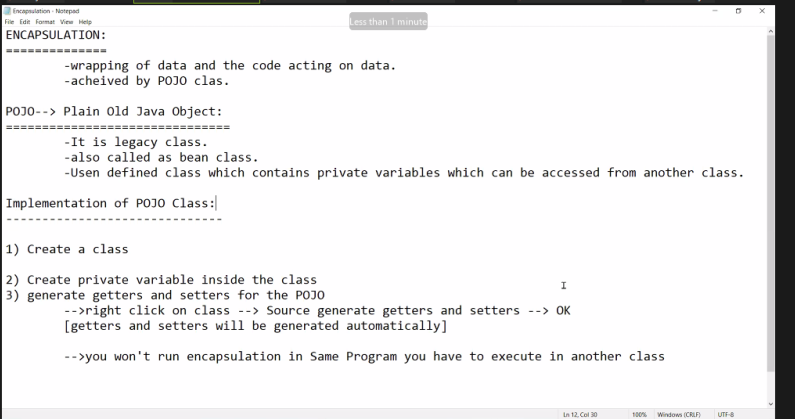 Encapsulation - Notepad
File Edit Format View Help
Less than 1 minute
ENCAPSULATION:
==============
-wrapping of data and the code acting on data.
-acheived by POJO clas.
POJO--> Plain Old Java Object:
===============================
-It is legacy class.
-also called as bean class.
-Usen defined class which contains private variables which can be accessed from another class.
Implementation of POJO Class:
------------------------------
1) Create a class
2) Create private variable inside the class
3) generate getters and setters for the POJO
-->right click on class --> Source generate getters and setters --> OK
[getters and setters will be generated automatically]
-->you won't run encapsulation in Same Program you have to execute in another class
Ln 12, Col 30 100% Windows (CRLF) UTF-8